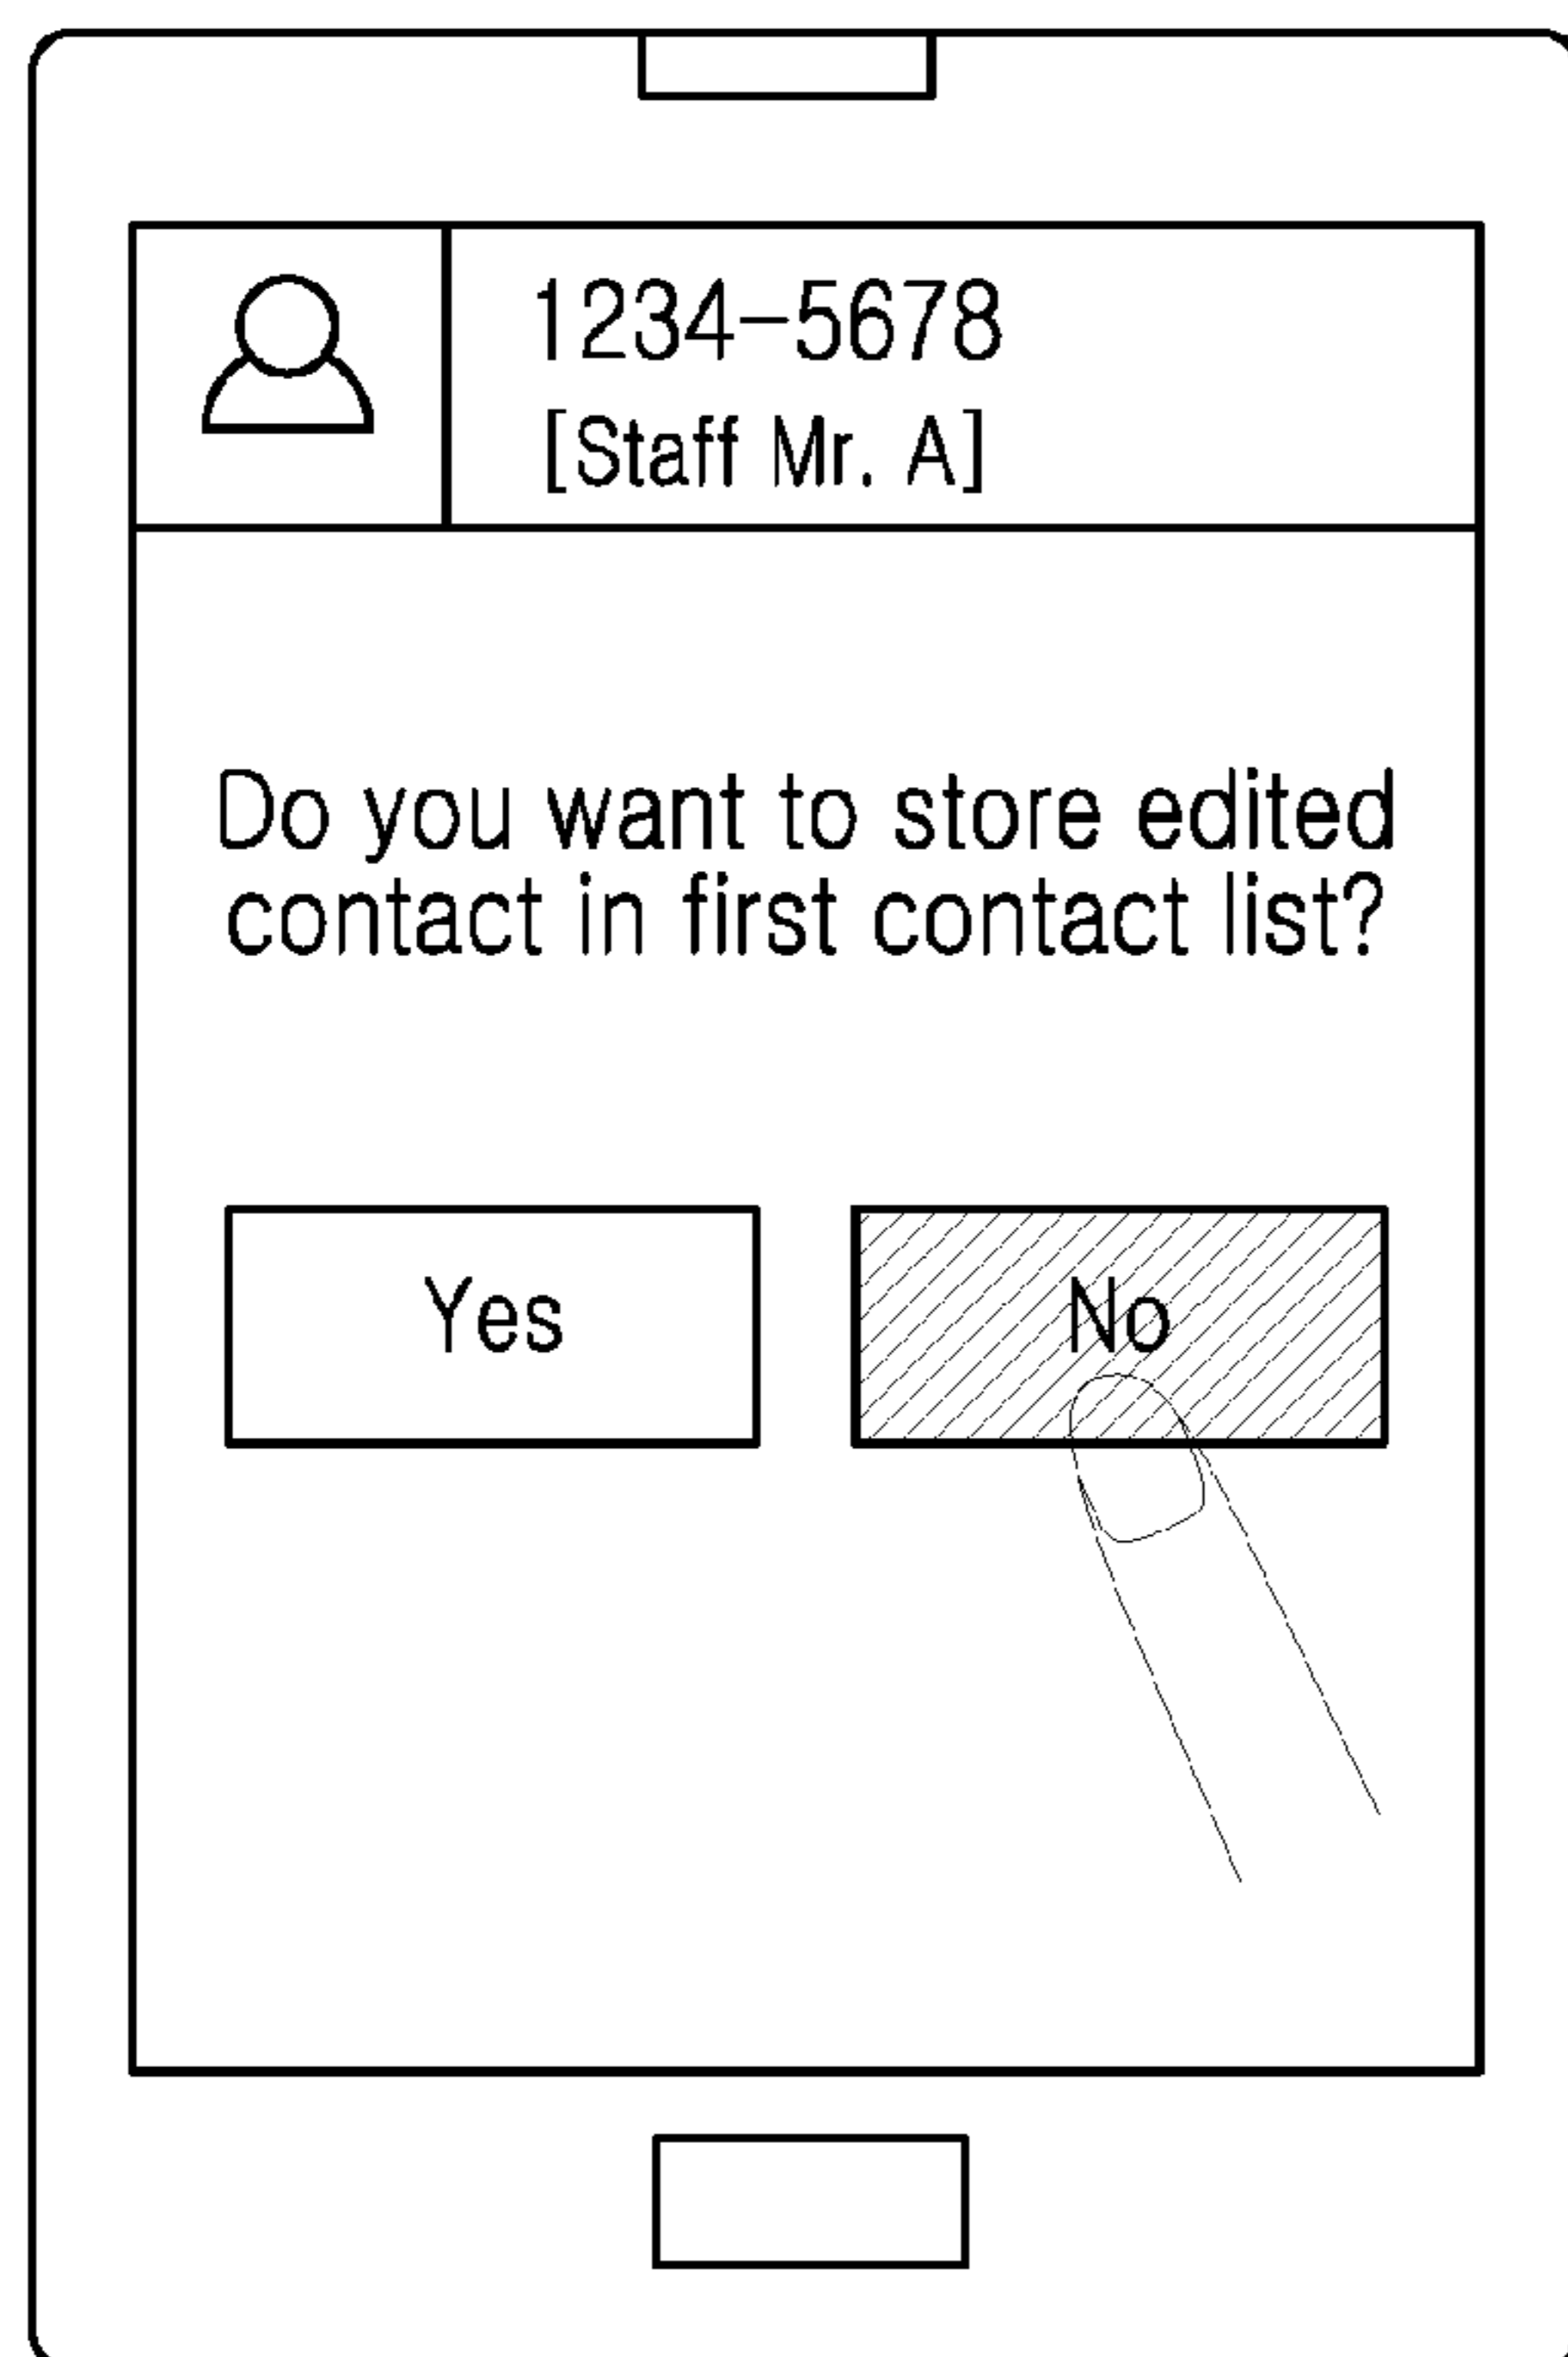 1234-5678
[Staff Mr. A]
Do you want to store edited
contact in first contact list?
Yes
No